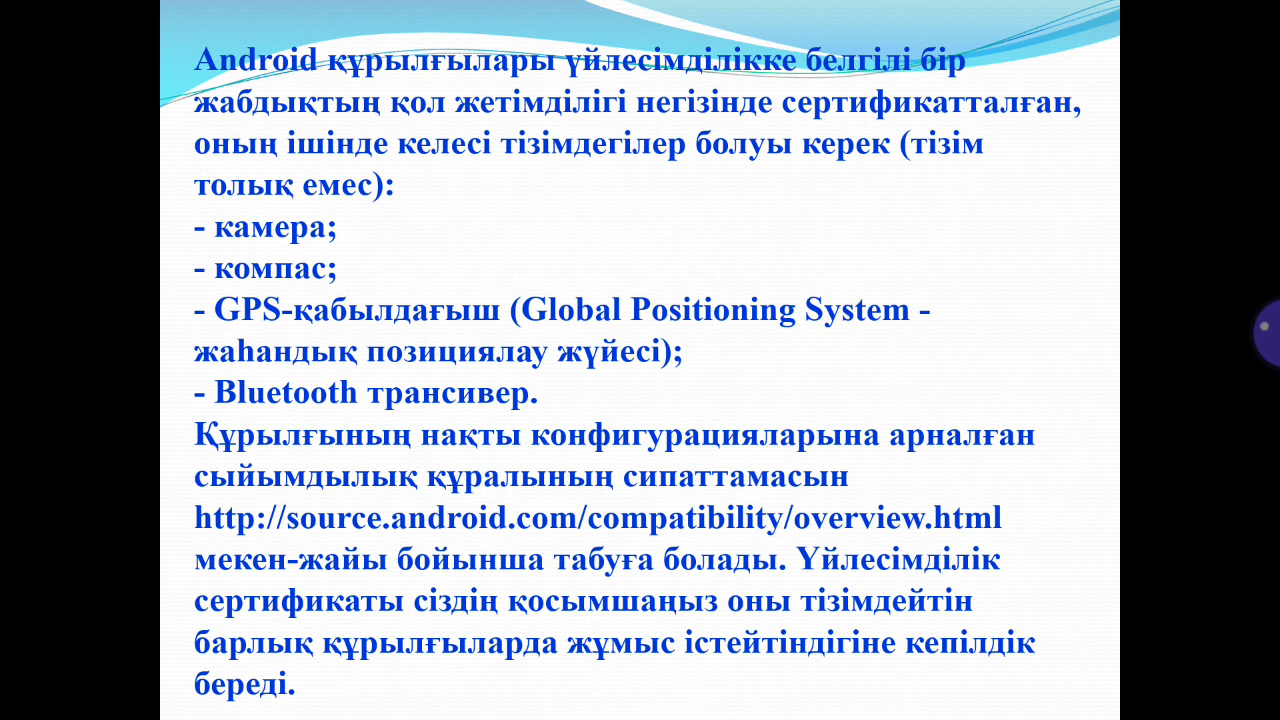 Android құрылғылары үйлесімділікке белгілі бір
жабдықтың қол жетімділігі негізінде сертификатталған,
оның ішінде келесі тізімдегілер болуы керек (тізім
толық емес):
- камера;
- компас;
- GPS-қабылдағыш (Global Positioning System -
жаһандық позициялау жүйесі);
- Bluetooth трансивер.
Құрылғының нақты конфигурацияларына арналған
сыйымдылық құралының сипаттамасын
http://source.android.com/compatibility/overview.html
мекен-жайы бойынша табуға болады. Үйлесімділік
сертификаты сіздің қосымшаңыз оны тізімдейтін
барлық құрылғыларда жұмыс істейтіндігіне кепілдік
береді.